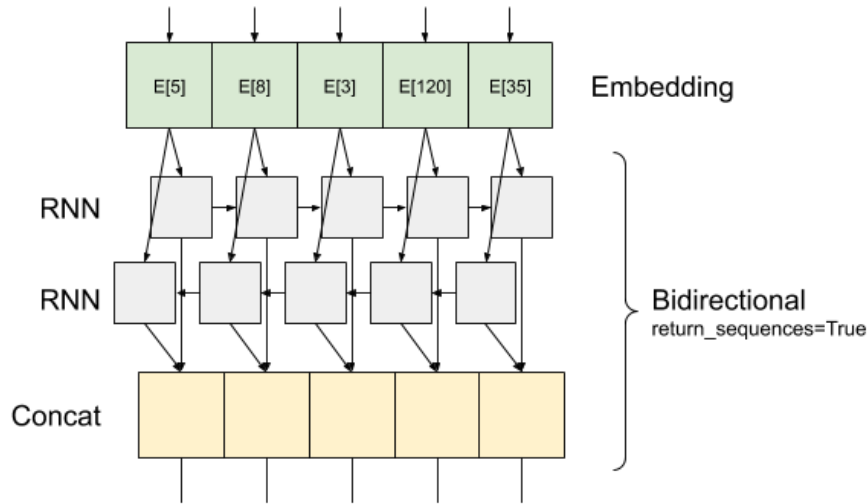 E[5] E[8] E[3] E[120] E[35]
Embedding
RNN
RNN
Bidirectional
return_sequences=True
Concat